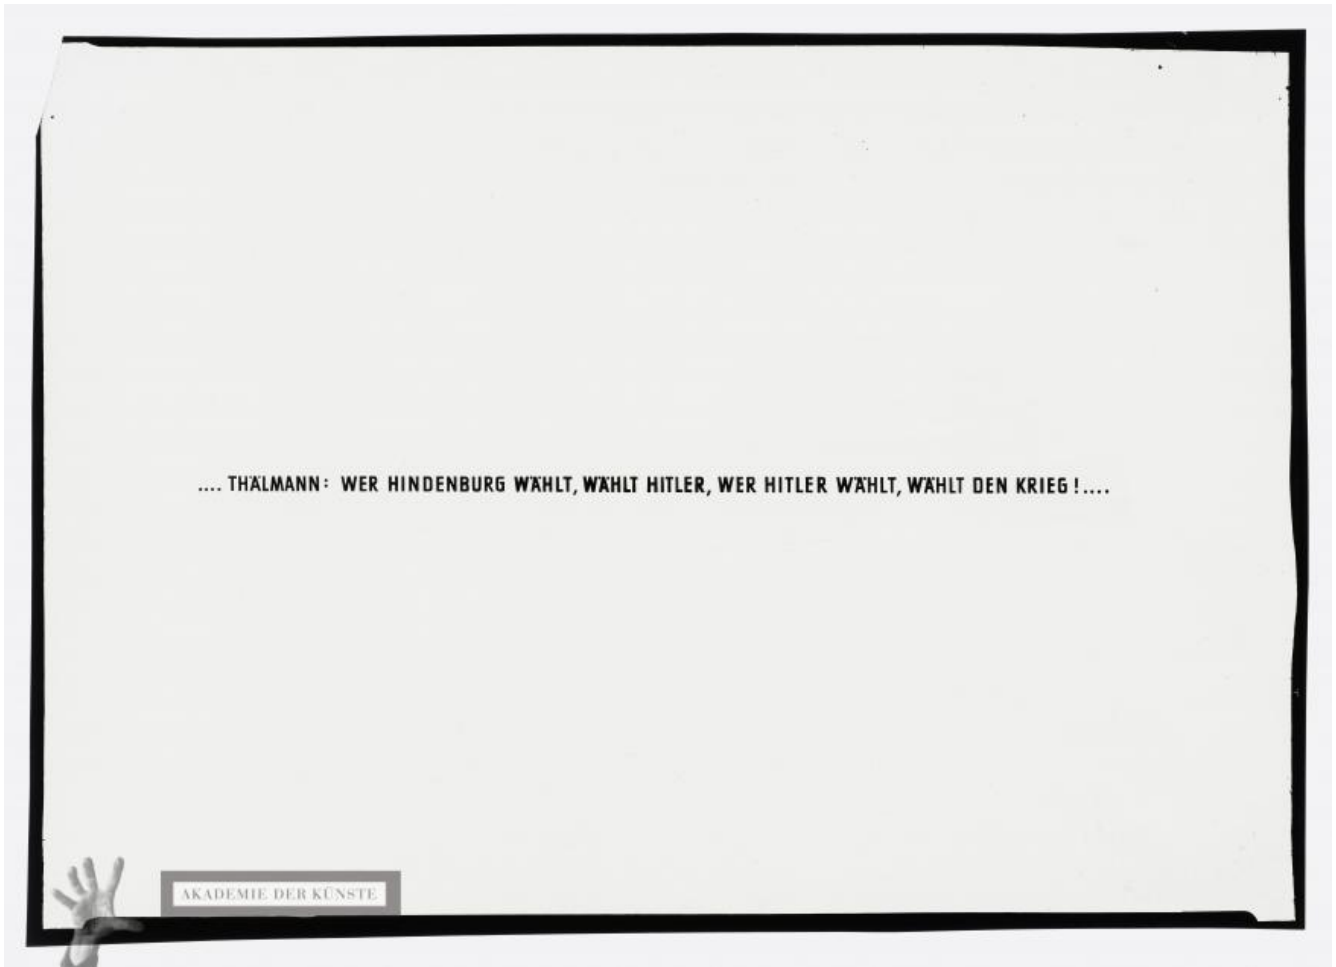 .... THÄLMANN: WER HINDENBURG WÄHLT, WÄHLT HITLER, WER HITLER WÄHLT, WÄHLT DEN KRIEG!....
AKADEMIE DER KÜNSTE